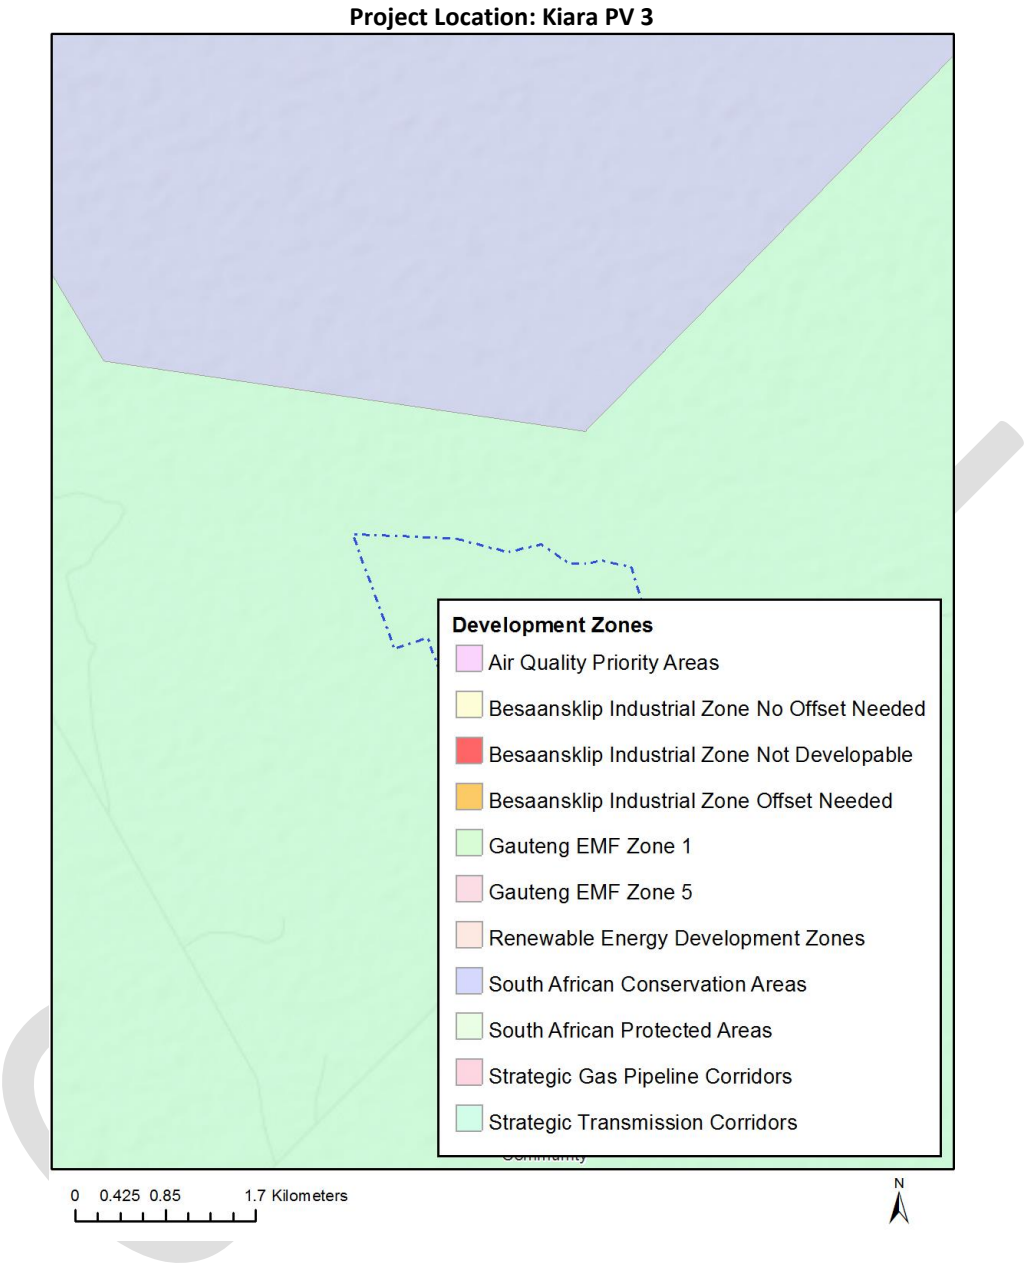 Project Location: Kiara PV 3
Development Zones
Air Quality Priority Areas
Besaansklip Industrial Zone No Offset Needed
Besaansklip Industrial Zone Not Developable
Besaansklip Industrial Zone Offset Needed
Gauteng EMF Zone 1
Gauteng EMF Zone 5
Renewable Energy Development Zones
South African Conservation Areas
South African Protected Areas
Strategic Gas Pipeline Corridors
Strategic Transmission Corridors
Community
0 0.425 0.85 1.7 Kilometers
N